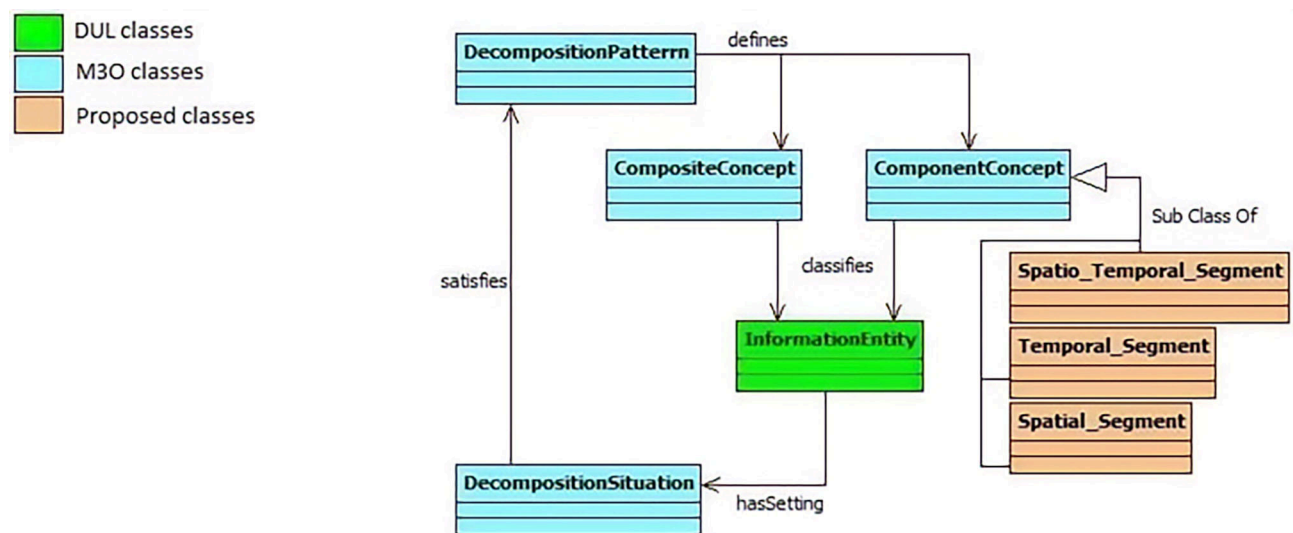 DUL classes
M3O classes
Proposed classes
DecompositionPatterrn
defines
CompositeConcept
ComponentConcept
Sub Class Of
classifies
satisfies
Spatio_Temporal_Segment
InformationEntity
Temporal_Segment
Spatial_Segment
DecompositionSituation
hasSetting